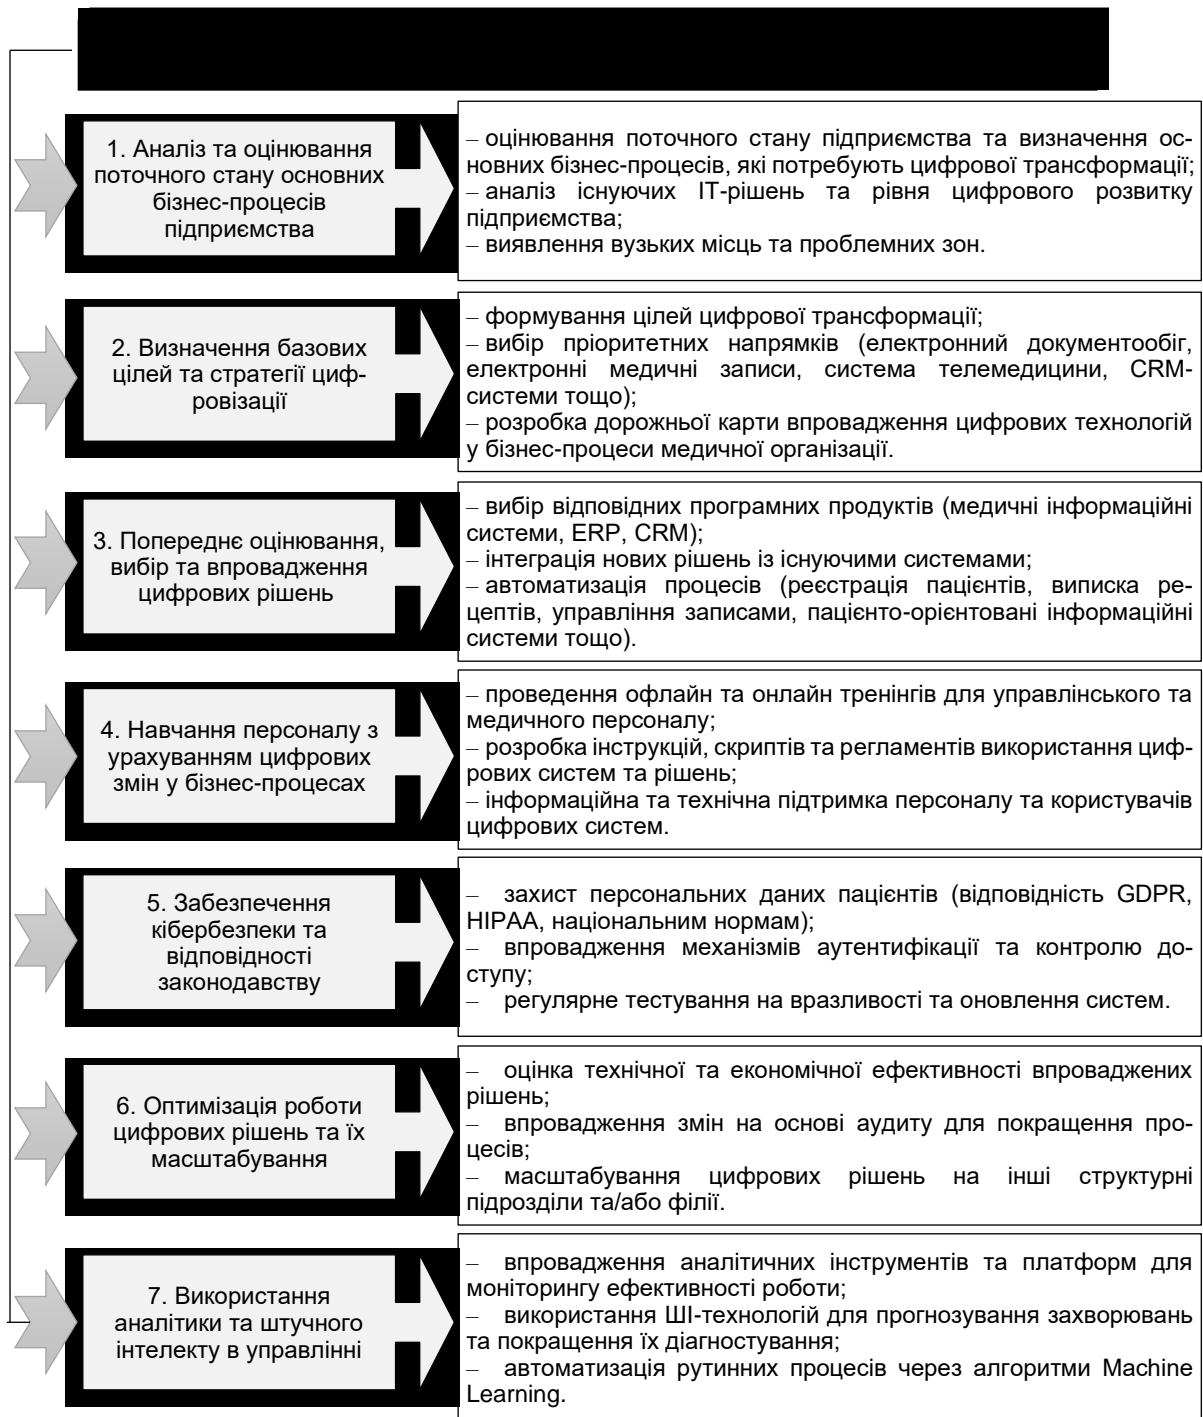 1. Аналіз та оцінювання
поточного стану основних
бізнес-процесів
підприємства
– оцінювання поточного стану підприємства та визначення ос-
новних бізнес-процесів, які потребують цифрової трансформації;
– аналіз існуючих ІТ-рішень та рівня цифрового розвитку
підприємства;
– виявлення вузьких місць та проблемних зон.
2. Визначення базових
цілей та стратегії циф-
ровізації
– формування цілей цифрової трансформації;
– вибір пріоритетних напрямків (електронний документообіг,
електронні медичні записи, система телемедицини, CRM-
системи тощо);
– розробка дорожньої карти впровадження цифрових технологій
у бізнес-процеси медичної організації.
3. Попереднє оцінювання,
вибір та впровадження
цифрових рішень
– вибір відповідних програмних продуктів (медичні інформаційні
системи, ERP, CRM);
– інтеграція нових рішень із існуючими системами;
– автоматизація процесів (реєстрація пацієнтів, виписка ре-
цептів, управління записами, пацієнто-орієнтовані інформаційні
системи тощо).
4. Навчання персоналу з
урахуванням цифрових
змін у бізнес-процесах
– проведення офлайн та онлайн тренінгів для управлінського та
медичного персоналу;
– розробка інструкцій, скриптів та регламентів використання циф-
рових систем та рішень;
– інформаційна та технічна підтримка персоналу та користувачів
цифрових систем.
5. Забезпечення
кібербезпеки та
відповідності
законодавству
– захист персональних даних пацієнтів (відповідність GDPR,
HIPAA, національним нормам);
– впровадження механізмів аутентифікації та контролю до-
ступу;
– регулярне тестування на вразливості та оновлення систем.
6. Оптимізація роботи
цифрових рішень та їх
масштабування
– оцінка технічної та економічної ефективності впроваджених
рішень;
– впровадження змін на основі аудиту для покращення про-
цесів;
– масштабування цифрових рішень на інші структурні
підрозділи та/або філії.
7. Використання
аналітики та штучного
інтелекту в управлінні
– впровадження аналітичних інструментів та платформ для
моніторингу ефективності роботи;
– використання ШІ-технологій для прогнозування захворювань
та покращення їх діагностування;
– автоматизація рутинних процесів через алгоритми Machine
Learning.